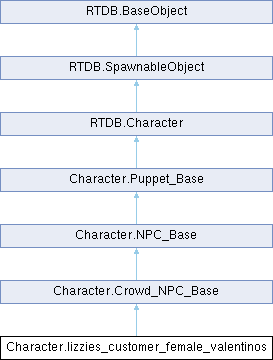 RTDB.BaseObject
RTDB.SpawnableObject
RTDB.Character
Character.Puppet_Base
Character.NPC_Base
Character.Crowd_NPC_Base
Character.lizzies_customer_female_valentinos